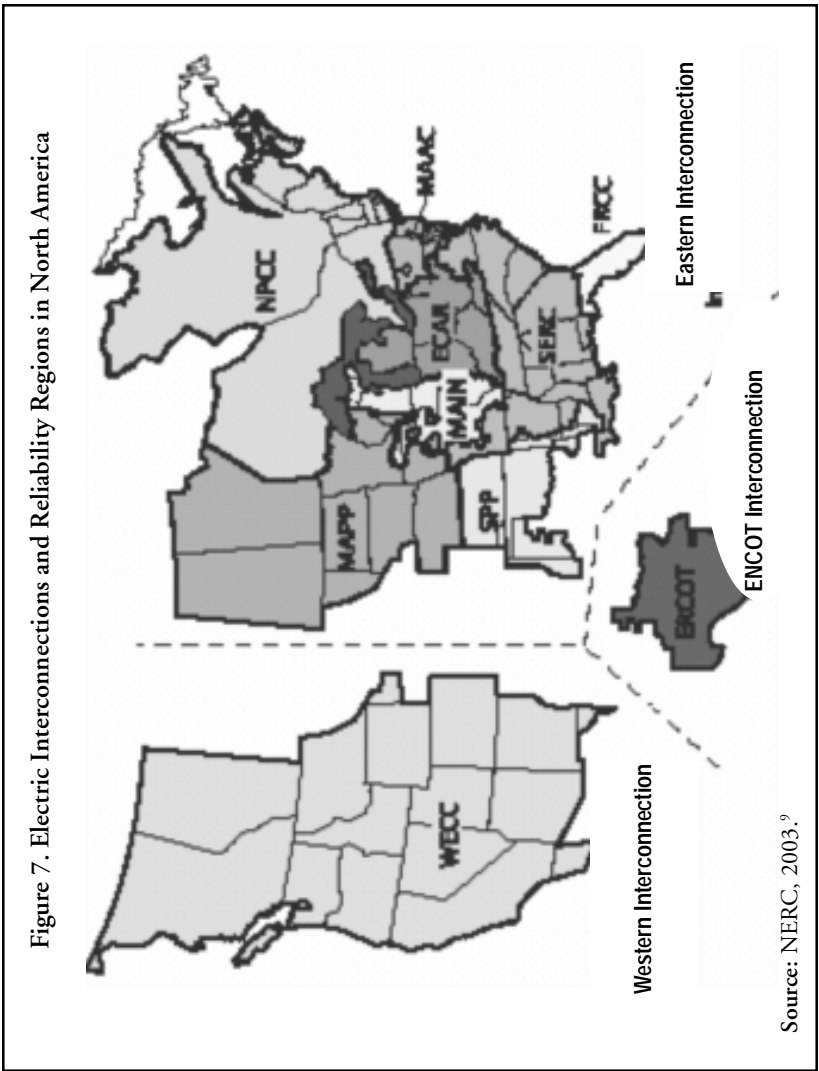 Figure 7. Electric Interconnections and Reliability Regions in North America
NPCC
MAPP
MAAC
ECAR
MAIN
WECC
SPP
SERC
FRCC
ERCOT
In
Western Interconnection
ENCOT Interconnection
Eastern Interconnection
Source: NERC, 2003.⁹